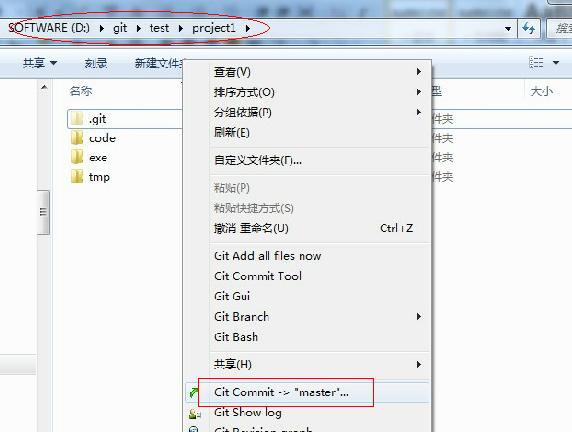 SOFTWARE (D:) ▸ git ▸ test ▸ project1 ▸
共享 刻录 新建文件
名称 型 大小
.git 件夹
code 件夹
exe 件夹
tmp 件夹
查看(V)
排序方式(O)
分组依据(P)
刷新(E)
自定义文件夹(F)...
粘贴(P)
粘贴快捷方式(S)
撤消 重命名(U) Ctrl+Z
Git Add all files now
Git Commit Tool
Git Gui
Git Branch
Git Bash
共享(H)
Git Commit -> "master"...
Git Show log
Git Revision graph